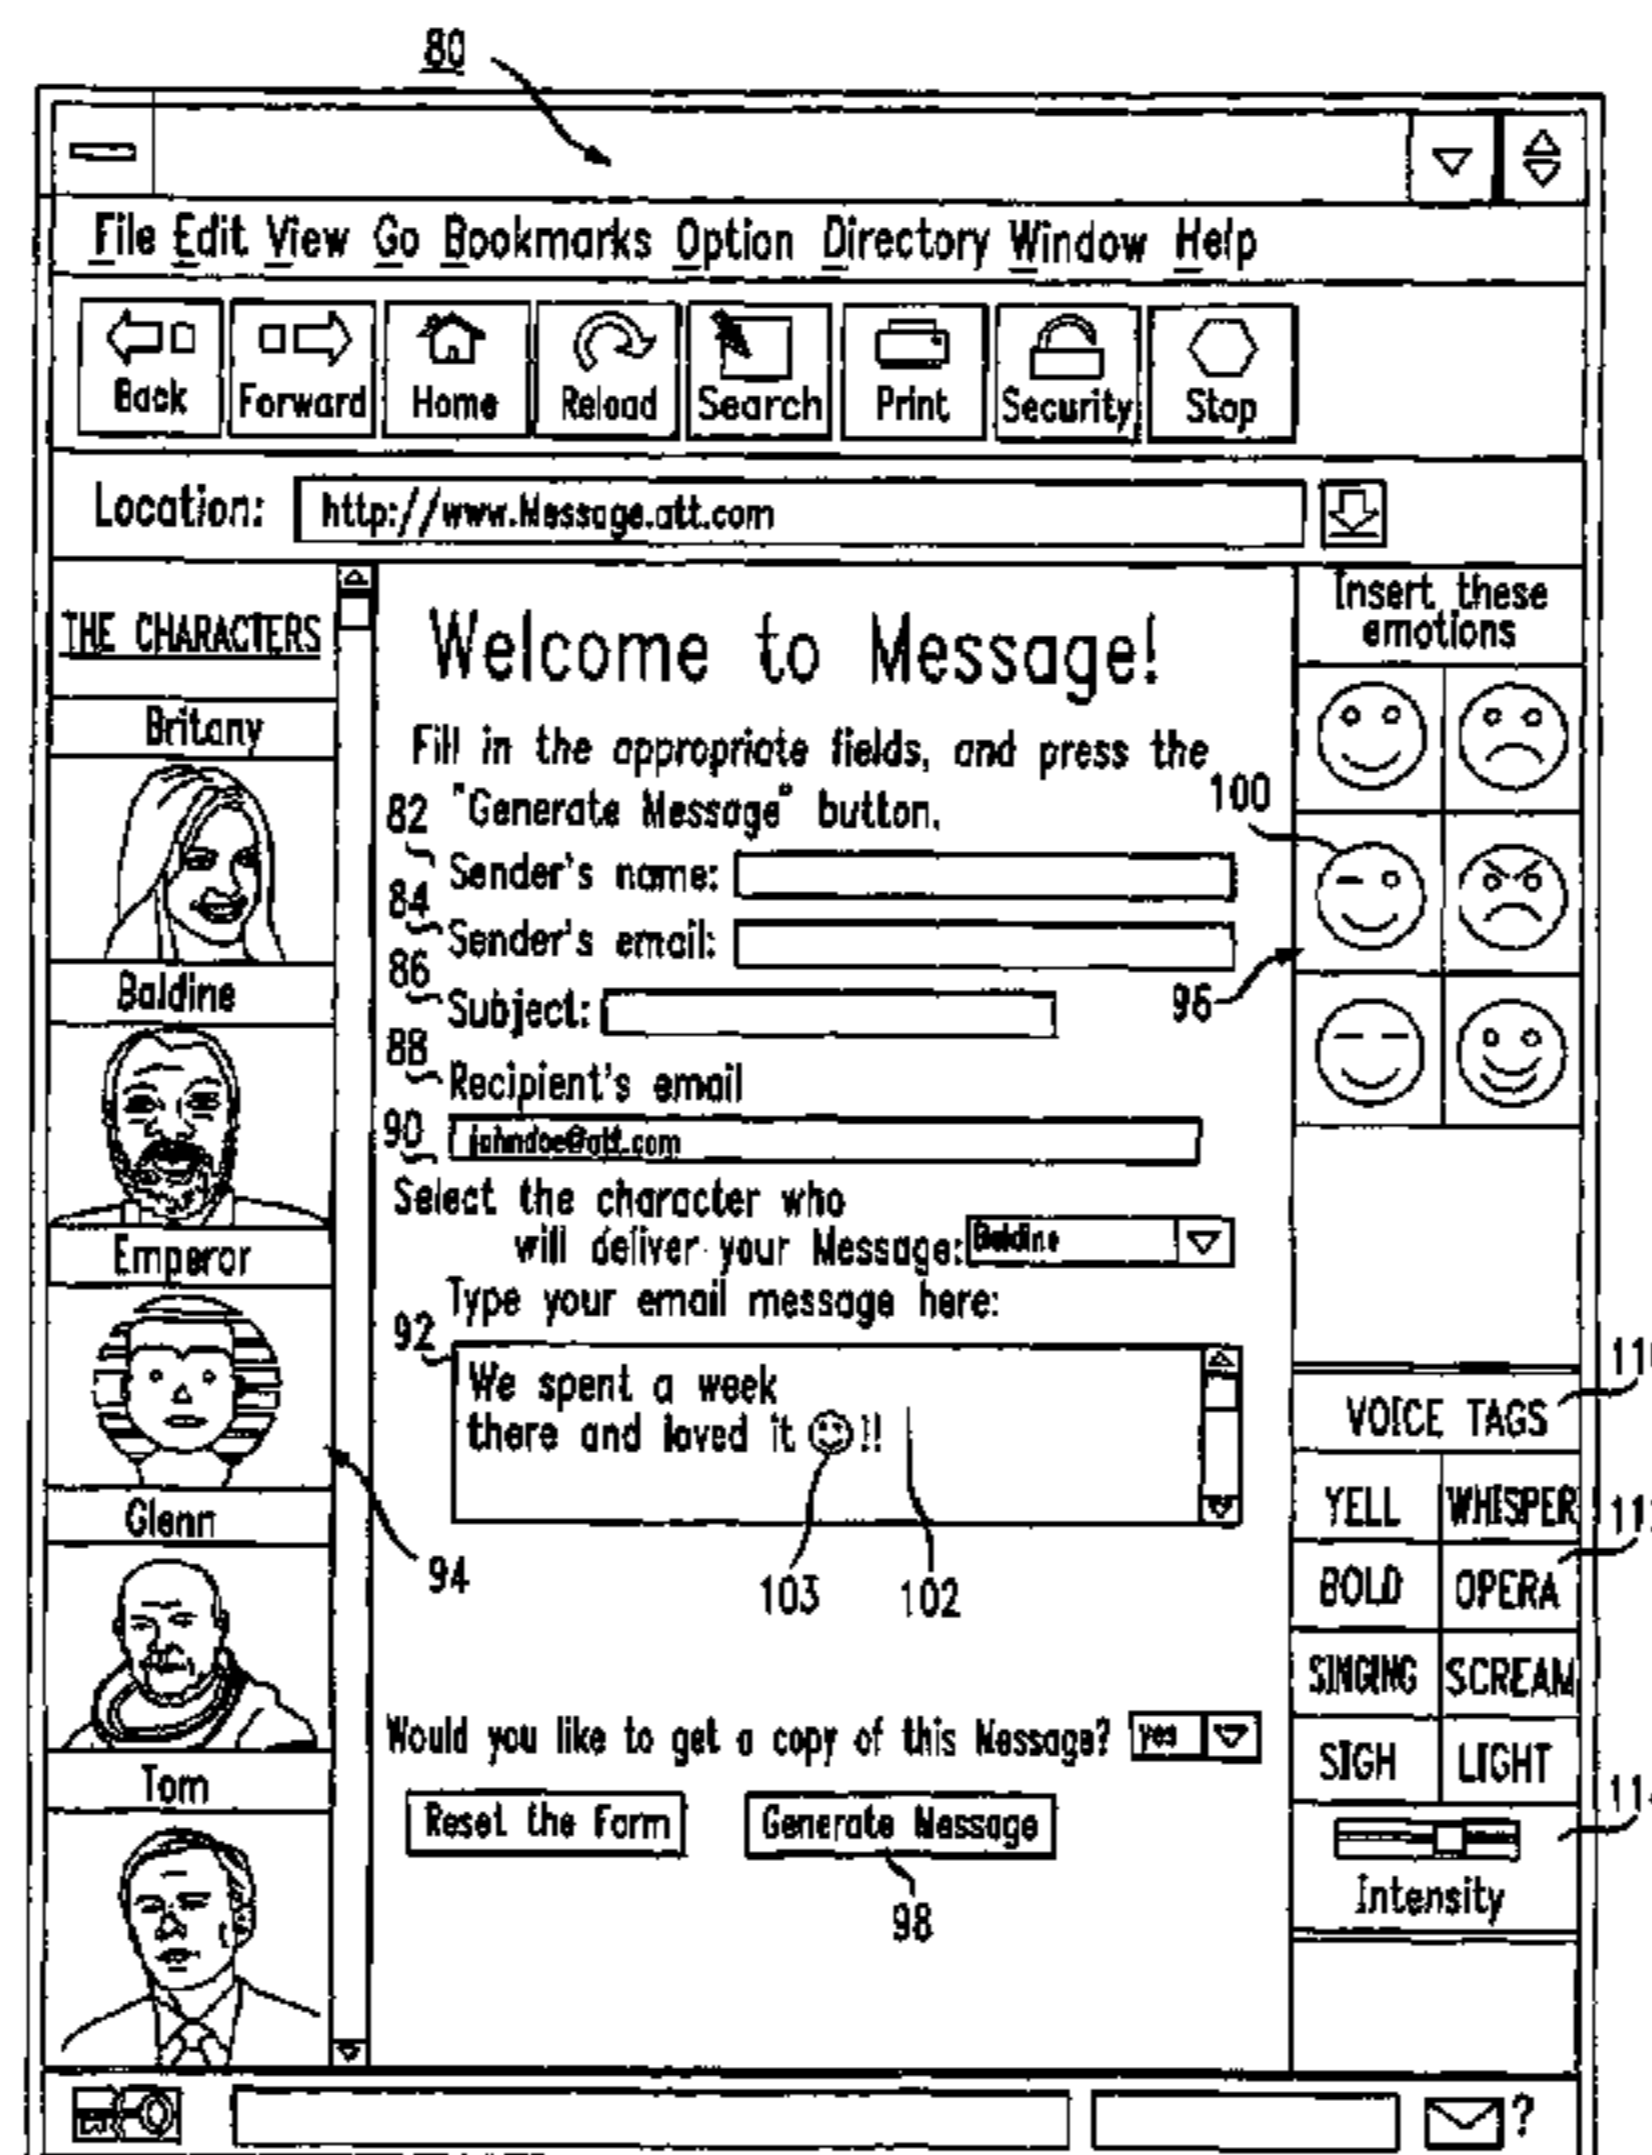 80
File Edit View Go Bookmarks Option Directory Window Help
Back Forward Home Reload Search Print Security Stop
Location: http://www.Message.att.com
THE CHARACTERS
Britany
Baldine
Emperor
Glenn
Tom
94
Welcome to Message!
Fill in the appropriate fields, and press the
"Generate Message" button.
82
Sender's name:
84
Sender's email:
86
Subject:
88
Recipient's email
90
johndoe@att.com
Select the character who
will deliver your Message: Baldine
Type your email message here:
92
We spent a week
there and loved it !!
103 102
Would you like to get a copy of this Message? yes
Reset the Form Generate Message
98
Insert these
emotions
100
96
VOICE TAGS
YELL WHISPER
BOLD OPERA
SINGING SCREAM
SIGH LIGHT
Intensity
?